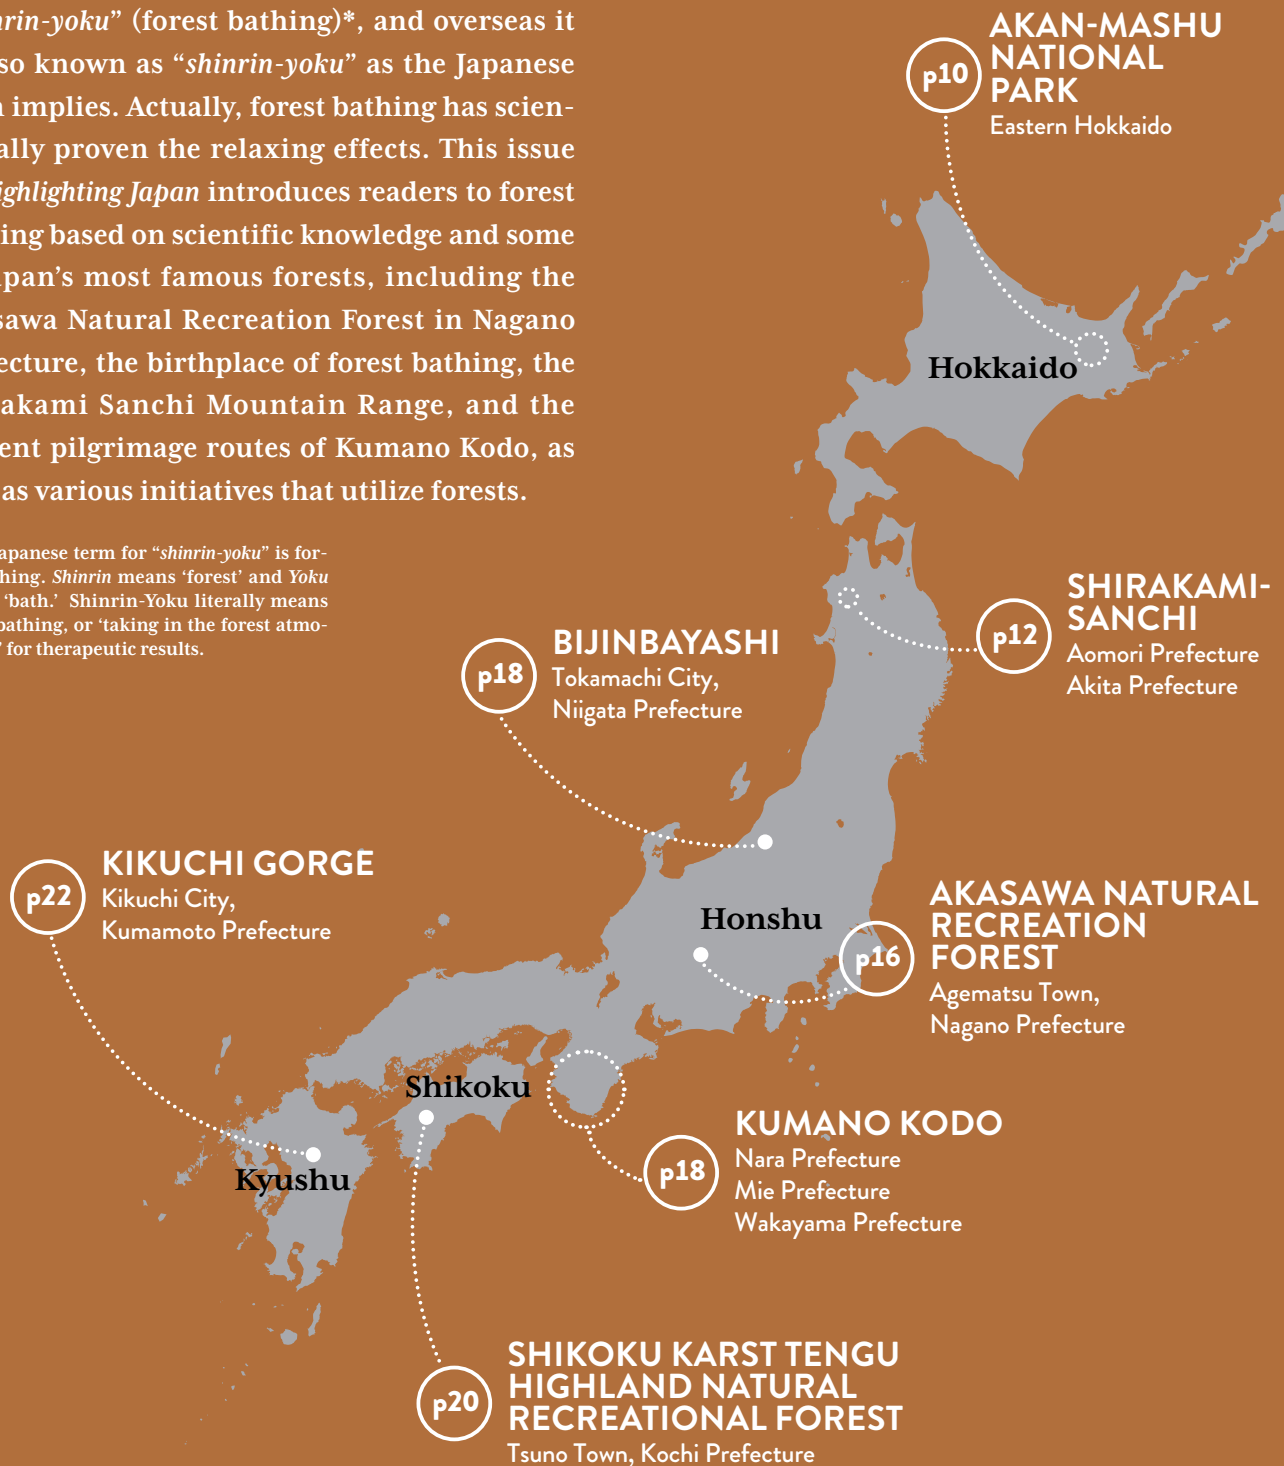 nrin-yoku” (forest bathing)*, and overseas it
so known as “shinrin-yoku” as the Japanese
n implies. Actually, forest bathing has scien-
ally proven the relaxing effects. This issue
ighlighting Japan introduces readers to forest
ing based on scientific knowledge and some
apan’s most famous forests, including the
sawa Natural Recreation Forest in Nagano
ecture, the birthplace of forest bathing, the
akami Sanchi Mountain Range, and the
ent pilgrimage routes of Kumano Kodo, as
as various initiatives that utilize forests.
apanese term for “shinrin-yoku” is for-
hing. Shinrin means ‘forest’ and Yoku
‘bath.’ Shinrin-Yoku literally means
bathing, or ‘taking in the forest atmo-
’ for therapeutic results.
p10
AKAN-MASHU
NATIONAL
PARK
Eastern Hokkaido
Hokkaido
p12
SHIRAKAMI-
SANCHI
Aomori Prefecture
Akita Prefecture
p18
BIJINBAYASHI
Tokamachi City,
Niigata Prefecture
p22
KIKUCHI GORGE
Kikuchi City,
Kumamoto Prefecture
Honshu
p16
AKASAWA NATURAL
RECREATION
FOREST
Agematsu Town,
Nagano Prefecture
Shikoku
Kyushu
p18
KUMANO KODO
Nara Prefecture
Mie Prefecture
Wakayama Prefecture
p20
SHIKOKU KARST TENGU
HIGHLAND NATURAL
RECREATIONAL FOREST
Tsuno Town, Kochi Prefecture